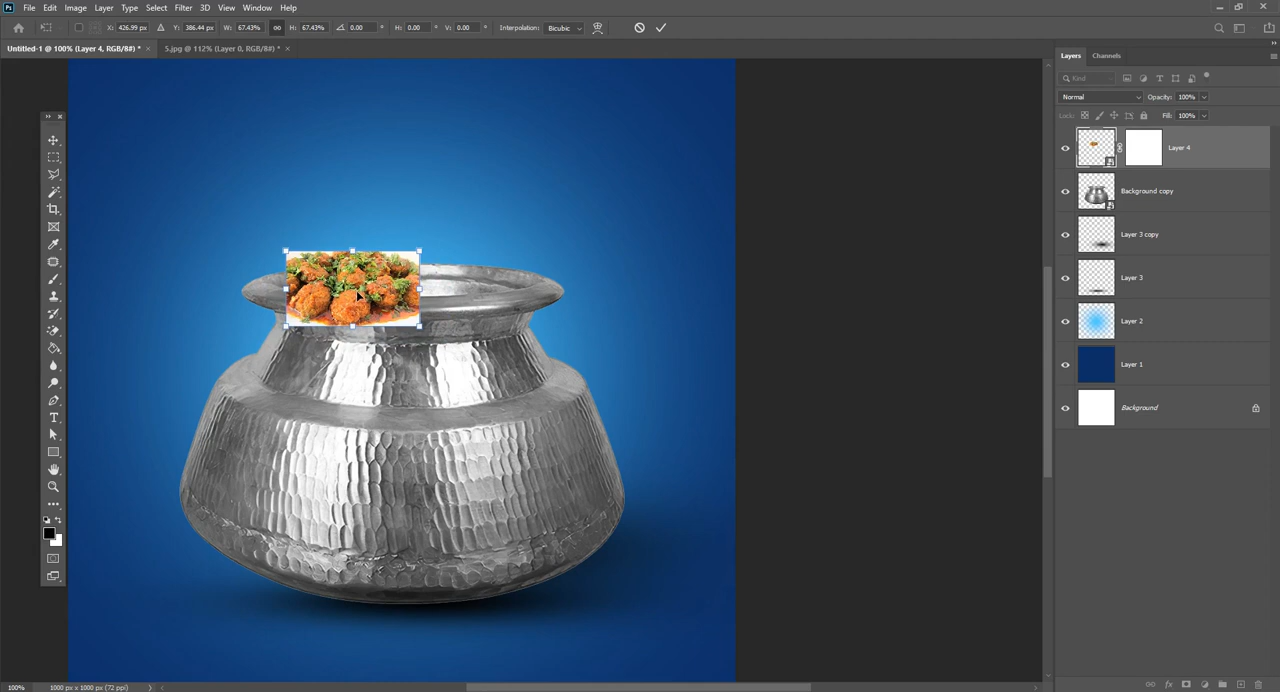 Ps File Edit Image Layer Type Select Filter 3D View Window Help
X: 426.99 px Y: 386.44 px W: 67.43% H: 67.43% 0.00 ° H: 0.00 ° V: 0.00 ° Interpolation: Bicubic
Untitled-1 @ 100% (Layer 4, RGB/8#) * × 5.jpg @ 112% (Layer 0, RGB/8#) * ×
Layers Channels
Kind
Normal Opacity: 100%
Lock: Fill: 100%
Layer 4
Background copy
Layer 3 copy
Layer 3
Layer 2
Layer 1
Background
100% 1000 px x 1000 px (72 ppi)